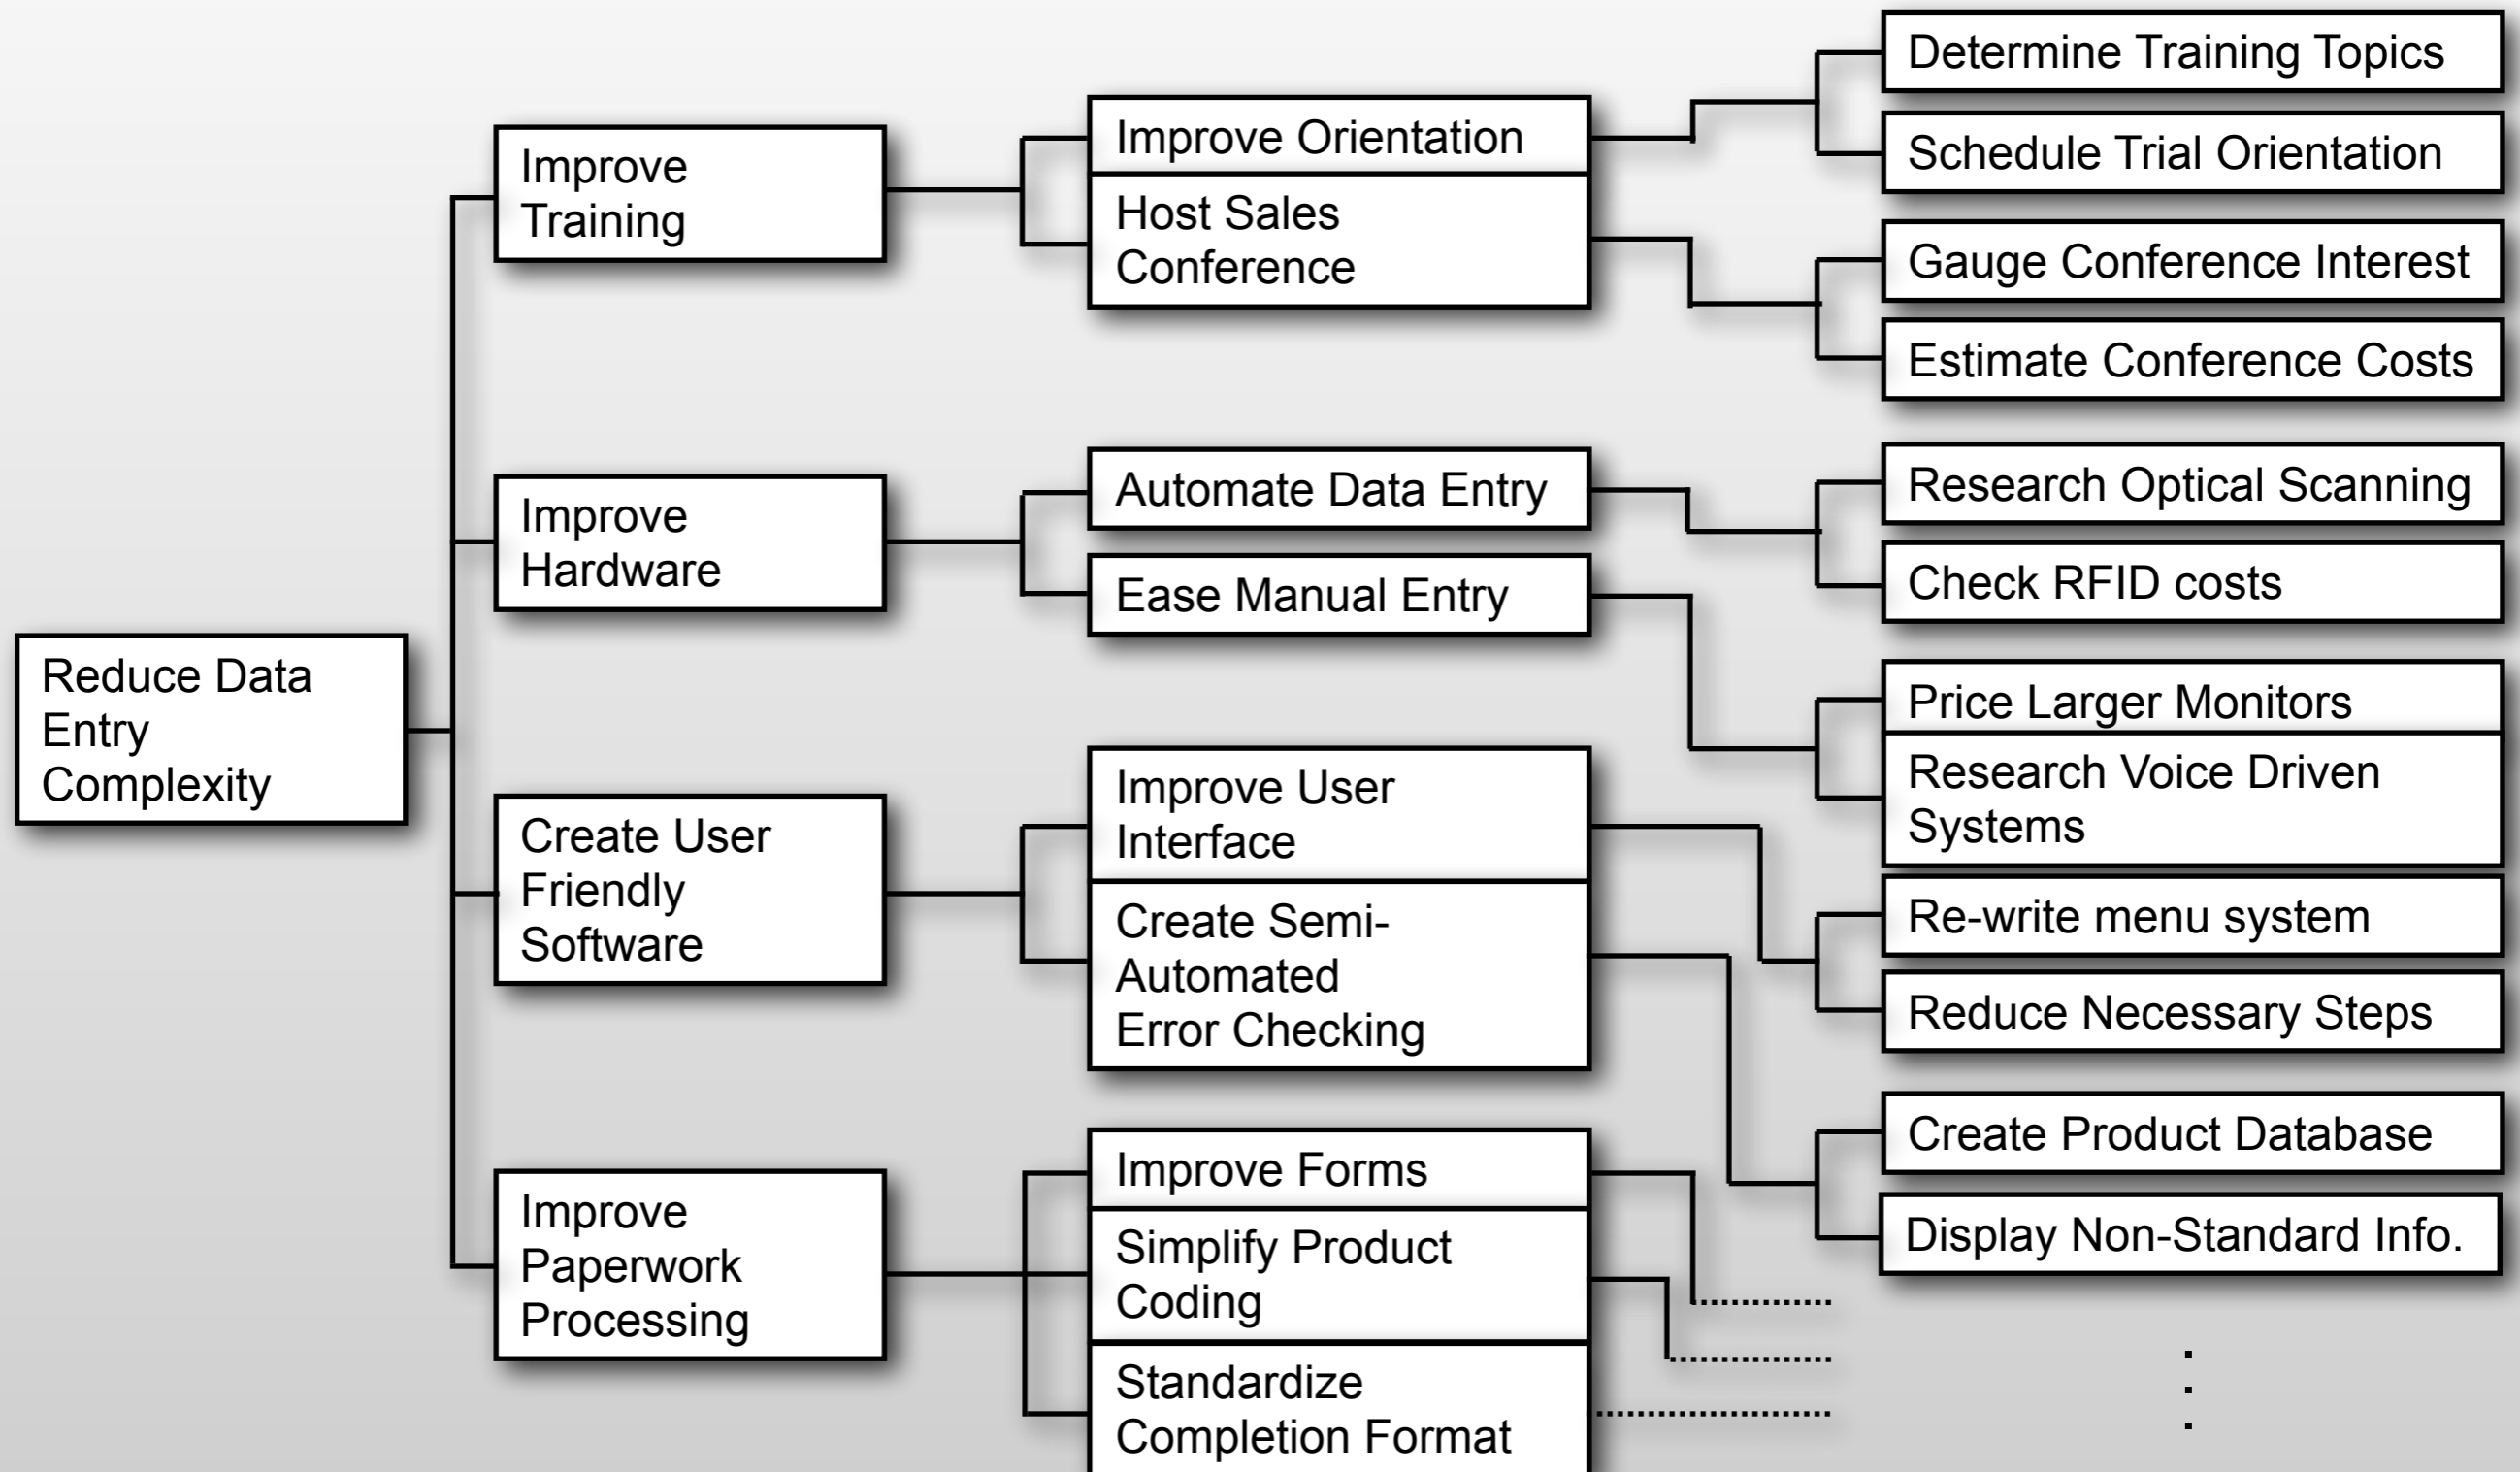 Reduce Data
Entry
Complexity
Improve
Training
Improve
Hardware
Create User
Friendly
Software
Improve
Paperwork
Processing
Improve Orientation
Host Sales
Conference
Automate Data Entry
Ease Manual Entry
Improve User
Interface
Create Semi-
Automated
Error Checking
Improve Forms
Simplify Product
Coding
Standardize
Completion Format
Determine Training Topics
Schedule Trial Orientation
Gauge Conference Interest
Estimate Conference Costs
Research Optical Scanning
Check RFID costs
Price Larger Monitors
Research Voice Driven
Systems
Re-write menu system
Reduce Necessary Steps
Create Product Database
Display Non-Standard Info.